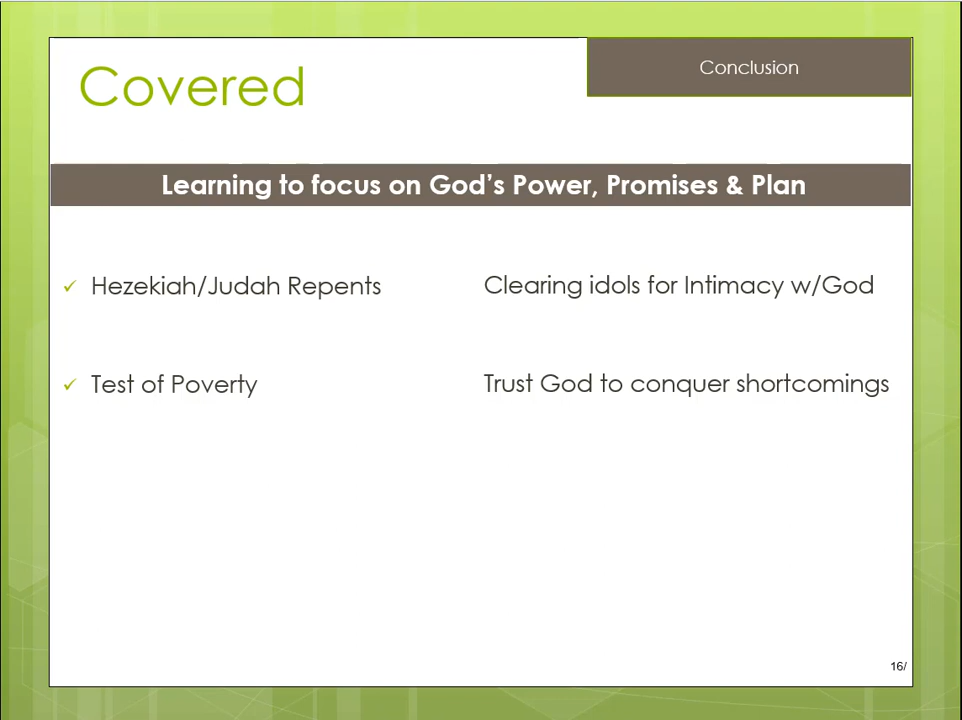 Covered
Conclusion
Learning to focus on God's Power, Promises & Plan
✓ Hezekiah/Judah Repents
Clearing idols for Intimacy w/God
✓ Test of Poverty
Trust God to conquer shortcomings
16/